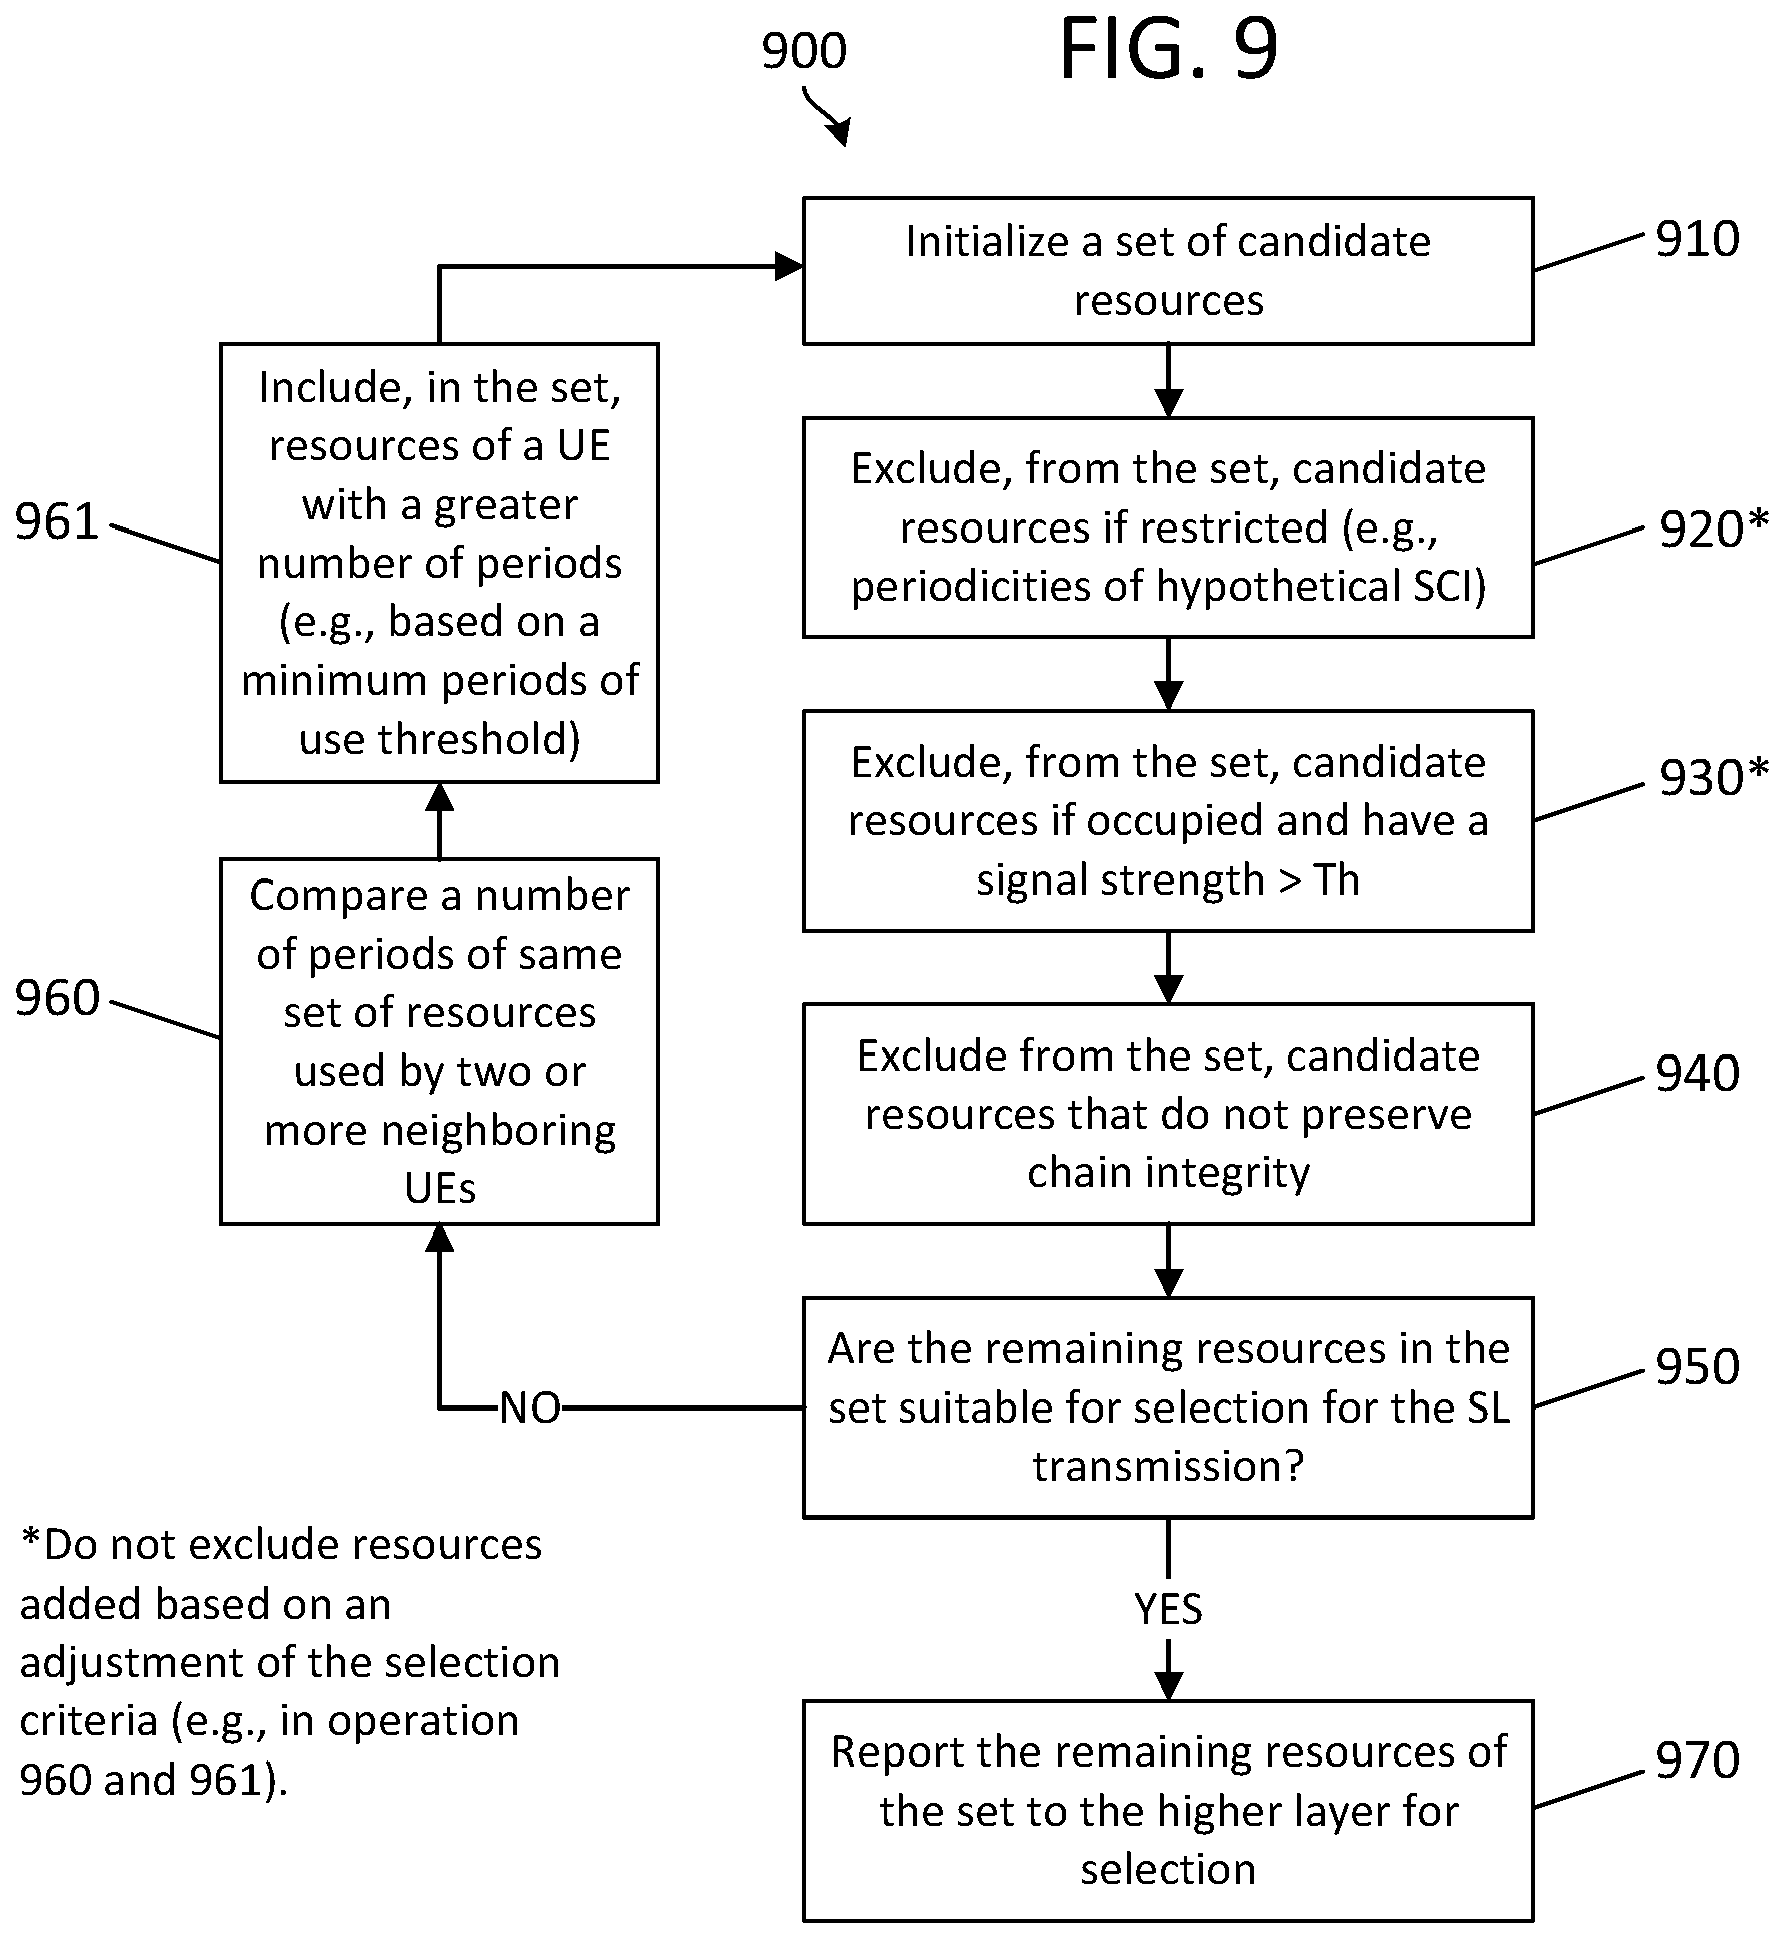 FIG. 9
900
Initialize a set of candidate
resources
910
Exclude, from the set, candidate
resources if restricted (e.g.,
periodicities of hypothetical SCI)
920*
Exclude, from the set, candidate
resources if occupied and have a
signal strength > Th
930*
Exclude from the set, candidate
resources that do not preserve
chain integrity
940
Are the remaining resources in the
set suitable for selection for the SL
transmission?
950
NO
YES
Compare a number
of periods of same
set of resources
used by two or
more neighboring
UEs
960
Include, in the set,
resources of a UE
with a greater
number of periods
(e.g., based on a
minimum periods of
use threshold)
961
Report the remaining resources of
the set to the higher layer for
selection
970
*Do not exclude resources
added based on an
adjustment of the selection
criteria (e.g., in operation
960 and 961).